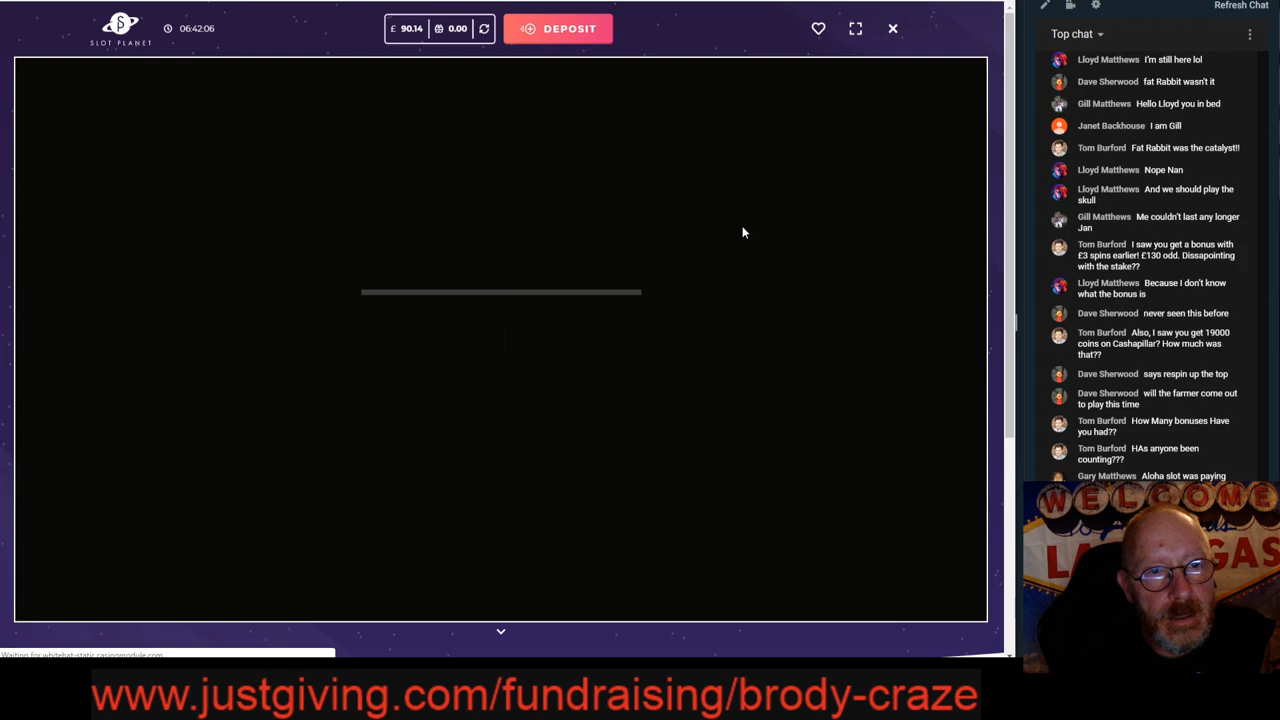 SLOT PLANET
06:42:06
£ 90.14
0.00
DEPOSIT
Refresh Chat
Top chat
Lloyd Matthews I'm still here lol
Dave Sherwood fat Rabbit wasn't it
Gill Matthews Hello Lloyd you in bed
Janet Backhouse I am Gill
Tom Burford Fat Rabbit was the catalyst!!
Lloyd Matthews Nope Nan
Lloyd Matthews And we should play the
skull
Gill Matthews Me couldn't last any longer
Jan
Tom Burford I saw you get a bonus with
£3 spins earlier! £130 odd. Dissapointing
with the stake??
Lloyd Matthews Because I don't know
what the bonus is
Dave Sherwood never seen this before
Tom Burford Also, I saw you get 19000
coins on Cashapillar? How much was
that??
Dave Sherwood says respin up the top
Dave Sherwood will the farmer come out
to play this time
Tom Burford How Many bonuses Have
you had??
Tom Burford HAs anyone been
counting???
Gary Matthews Aloha slot was paying
WELCOME
LAS VEGAS
Waiting for whitehat-static.casinomodule.com
www.justgiving.com/fundraising/brody-craze